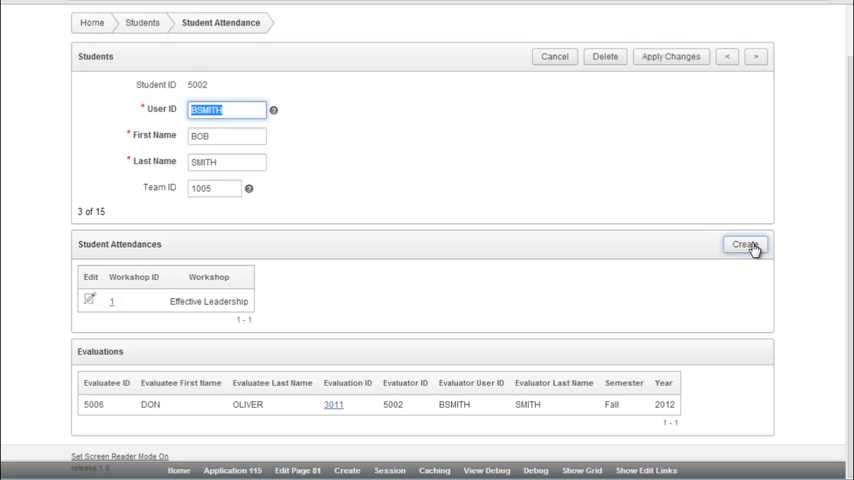 Home Students Student Attendance
Students Cancel Delete Apply Changes < >
Student ID 5002
* User ID BSMITH ?
* First Name BOB
* Last Name SMITH
Team ID 1005 ?
3 of 15
Student Attendances Create
Edit Workshop ID Workshop
1 Effective Leadership
1 - 1
Evaluations
Evaluatee ID Evaluatee First Name Evaluatee Last Name Evaluation ID Evaluator ID Evaluator User ID Evaluator Last Name Semester Year
5006 DON OLIVER 3011 5002 BSMITH SMITH Fall 2012
1 - 1
Set Screen Reader Mode On
release 1.0
Home Application 115 Edit Page 81 Create Session Caching View Debug Debug Show Grid Show Edit Links